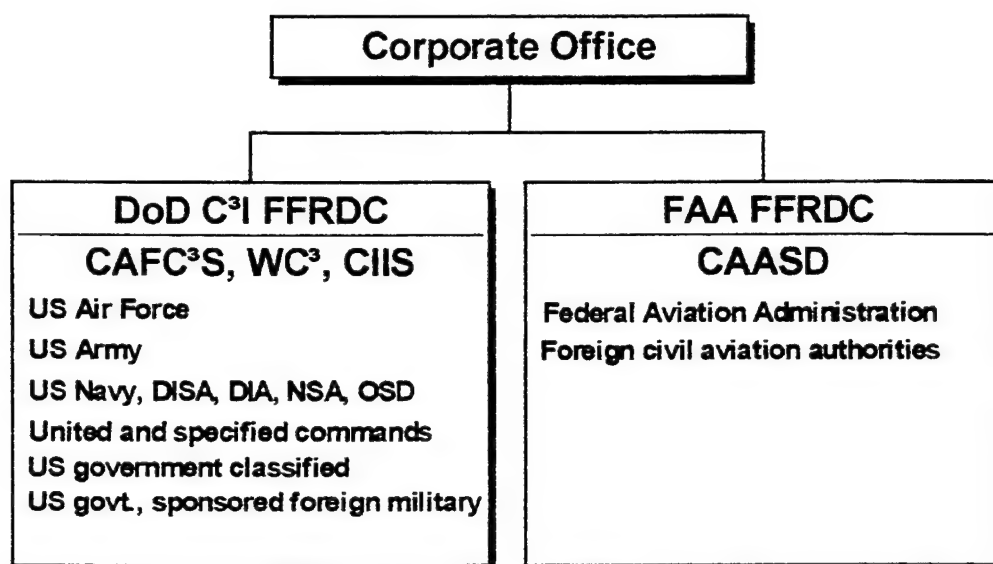 Corporate Office
DoD C³I FFRDC
CAFC³S, WC³, CIIS
US Air Force
US Army
US Navy, DISA, DIA, NSA, OSD
United and specified commands
US government classified
US govt., sponsored foreign military
FAA FFRDC
CAASD
Federal Aviation Administration
Foreign civil aviation authorities